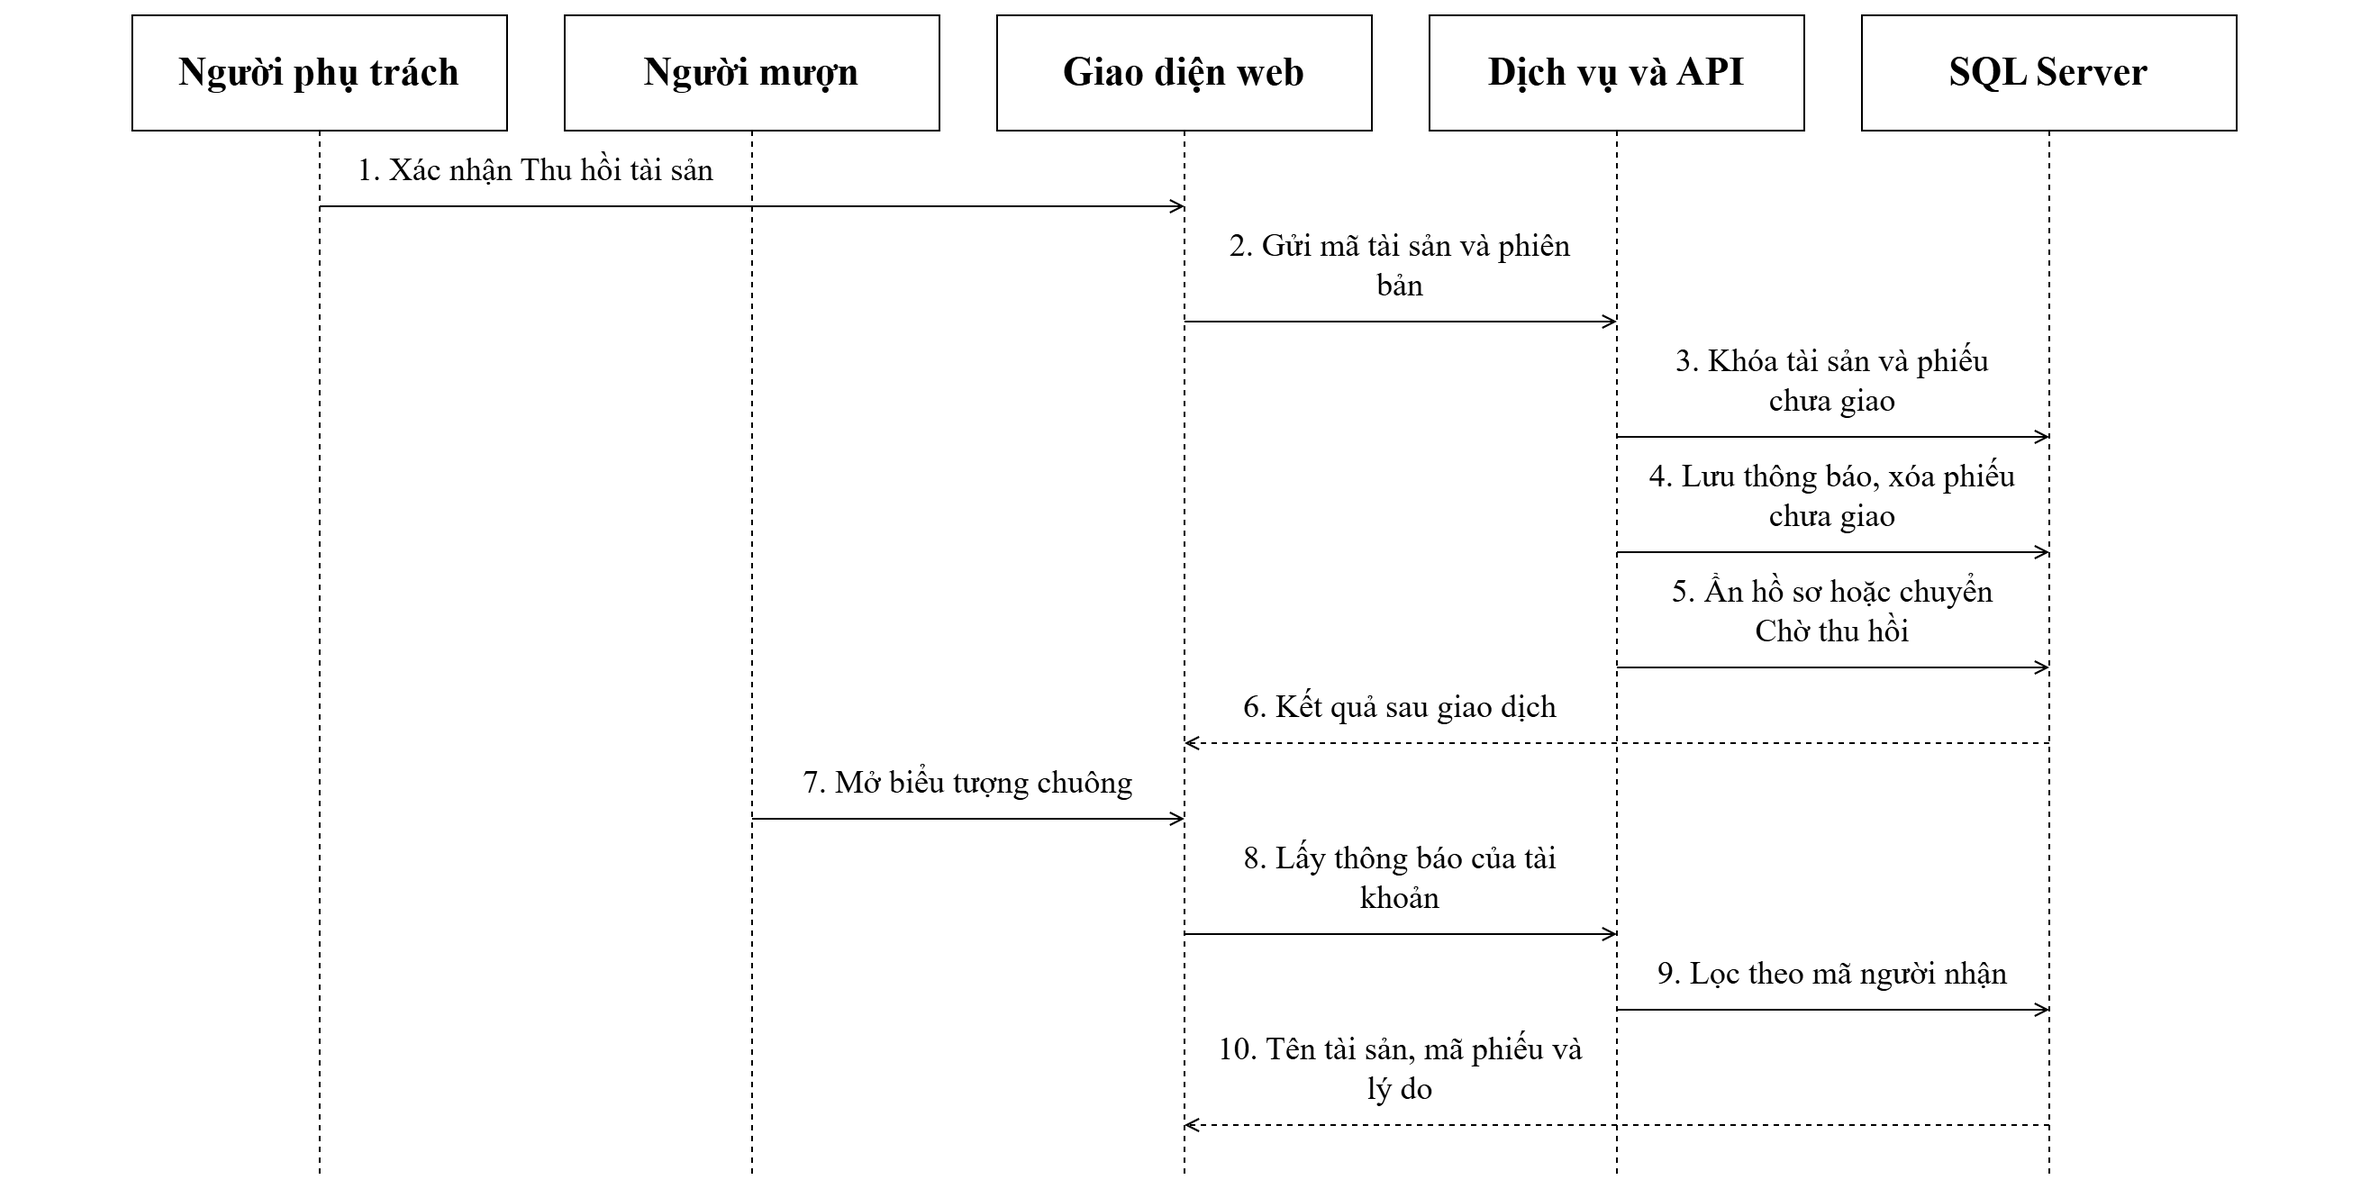 Người phụ trách
Người mượn
Giao diện web
Dịch vụ và API
SQL Server
1. Xác nhận Thu hồi tài sản
2. Gửi mã tài sản và phiên
bản
3. Khóa tài sản và phiếu
chưa giao
4. Lưu thông báo, xóa phiếu
chưa giao
5. Ẩn hồ sơ hoặc chuyển
Chờ thu hồi
6. Kết quả sau giao dịch
7. Mở biểu tượng chuông
8. Lấy thông báo của tài
khoản
9. Lọc theo mã người nhận
10. Tên tài sản, mã phiếu và
lý do